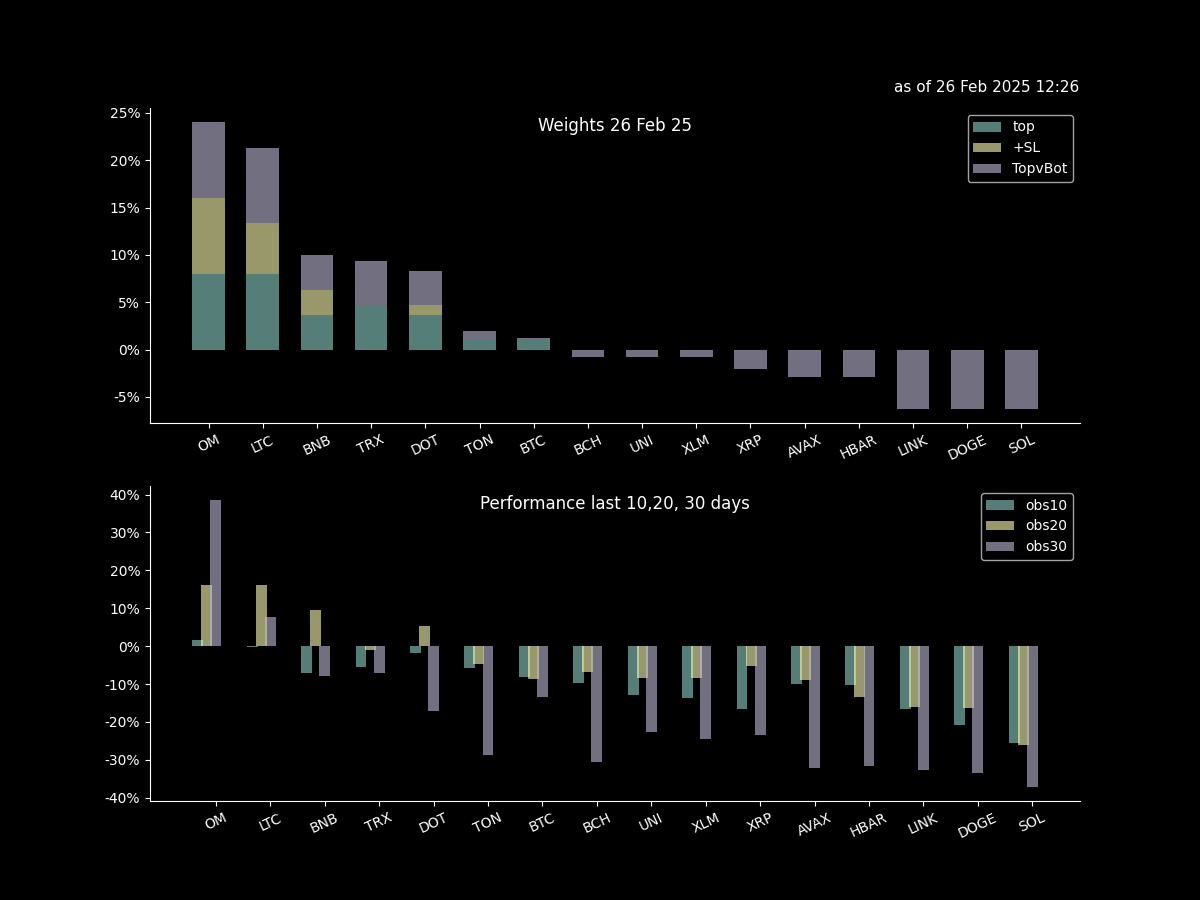 as of 26 Feb 2025 12:26
Weights 26 Feb 25
top
+SL
TopvBot
25%
20%
15%
10%
5%
0%
-5%
OM LTC BNB TRX DOT TON BTC BCH UNI XLM XRP AVAX HBAR LINK DOGE SOL
Performance last 10,20, 30 days
obs10
obs20
obs30
40%
30%
20%
10%
0%
-10%
-20%
-30%
-40%
OM LTC BNB TRX DOT TON BTC BCH UNI XLM XRP AVAX HBAR LINK DOGE SOL